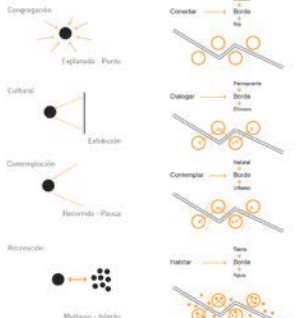 Congregación
Explanada - Punto
Conectar
Borde
Río
Cultural
Exhibición
Permanente
Dialogar
Borde
Efímero
Contemplación
Recorrido - Pausa
Natural
Contemplar
Borde
Urbano
Recreación
Tierra
Habitar
Borde
Agua